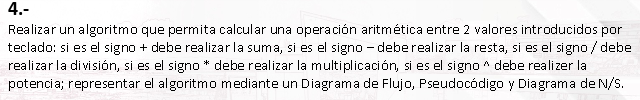 4.-
Realizar un algoritmo que permita calcular una operación aritmética entre 2 valores introducidos por
teclado: si es el signo + debe realizar la suma, si es el signo – debe realizar la resta, si es el signo / debe
realizar la división, si es el signo * debe realizar la multiplicación, si es el signo ^ debe realizer la
potencia; representar el algoritmo mediante un Diagrama de Flujo, Pseudocódigo y Diagrama de N/S.